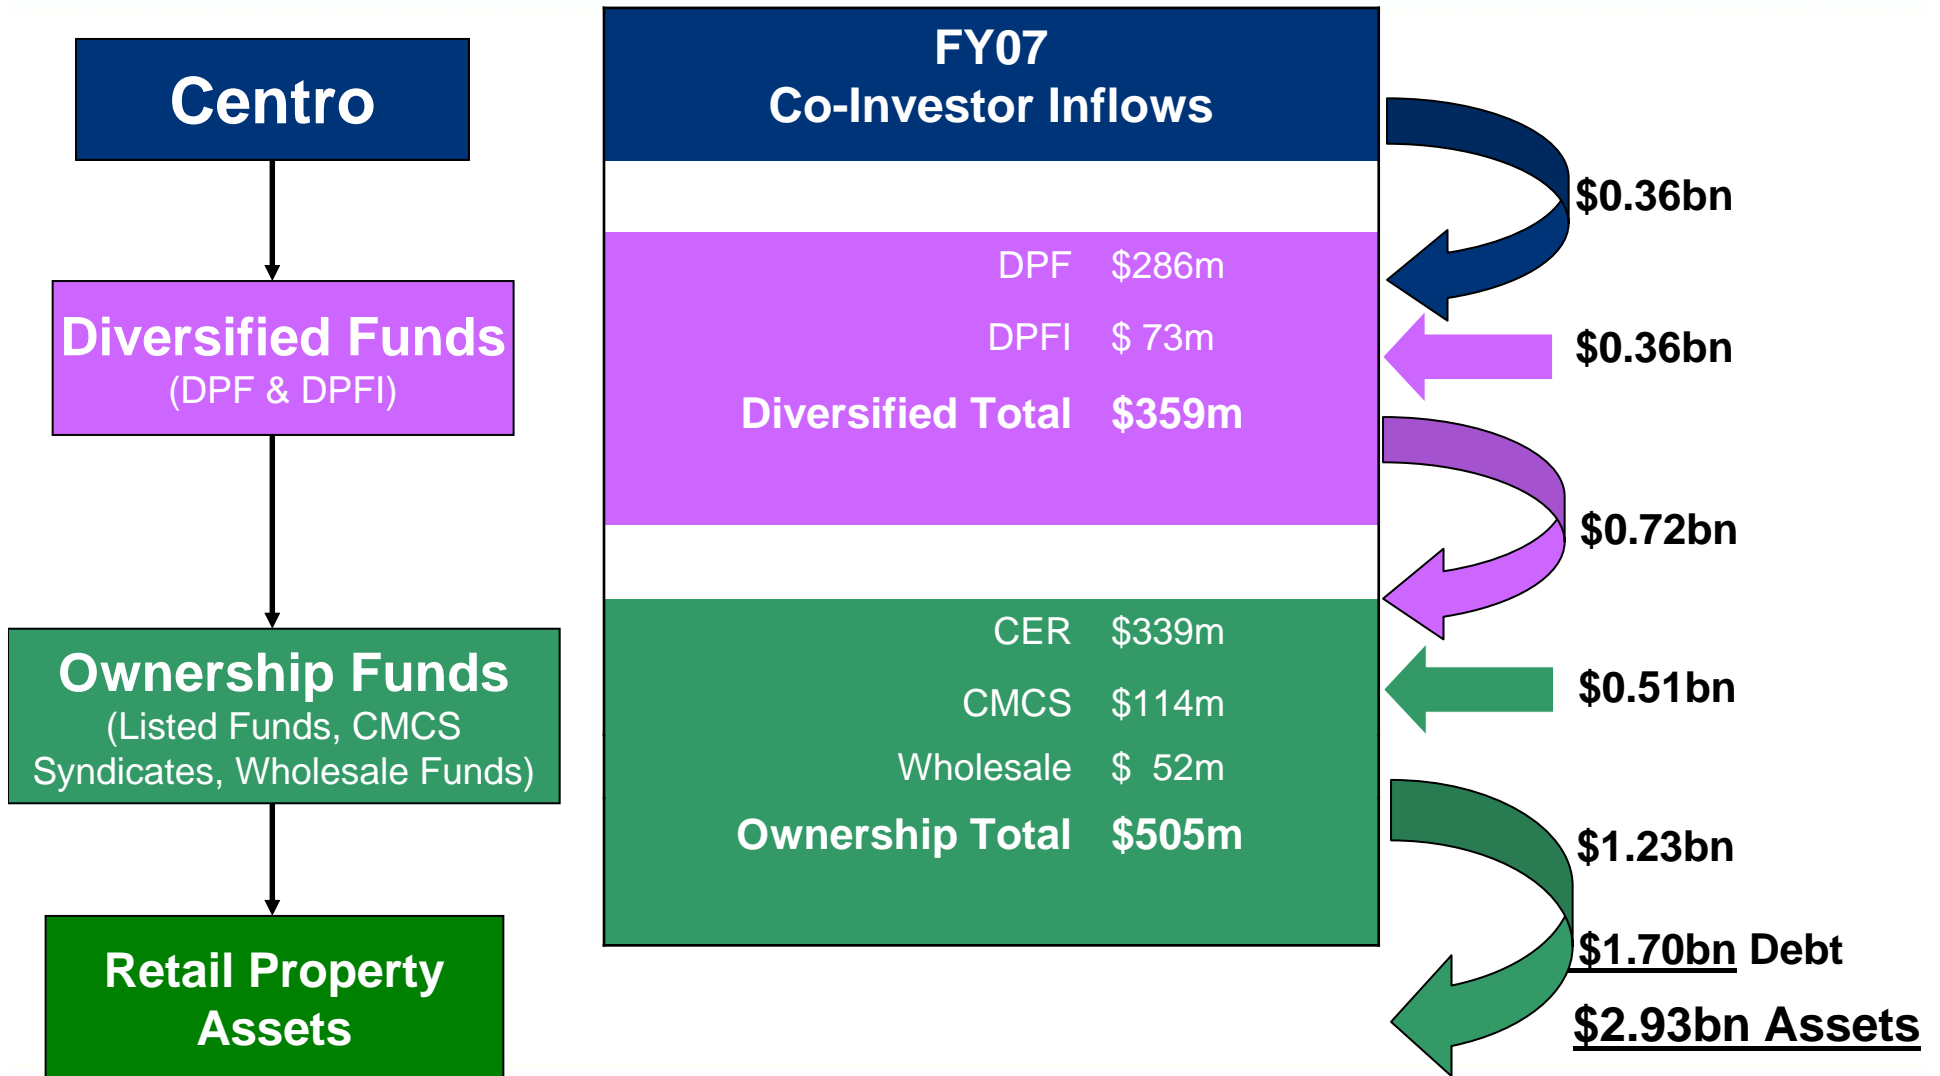 Centro
Diversified Funds
(DPF & DPFI)
Ownership Funds
(Listed Funds, CMCS
Syndicates, Wholesale Funds)
Retail Property
Assets
FY07
Co-Investor Inflows
DPF $286m
DPFI $ 73m
Diversified Total $359m
CER $339m
CMCS $114m
Wholesale $ 52m
Ownership Total $505m
$0.36bn
$0.36bn
$0.72bn
$0.51bn
$1.23bn
$1.70bn Debt
$2.93bn Assets